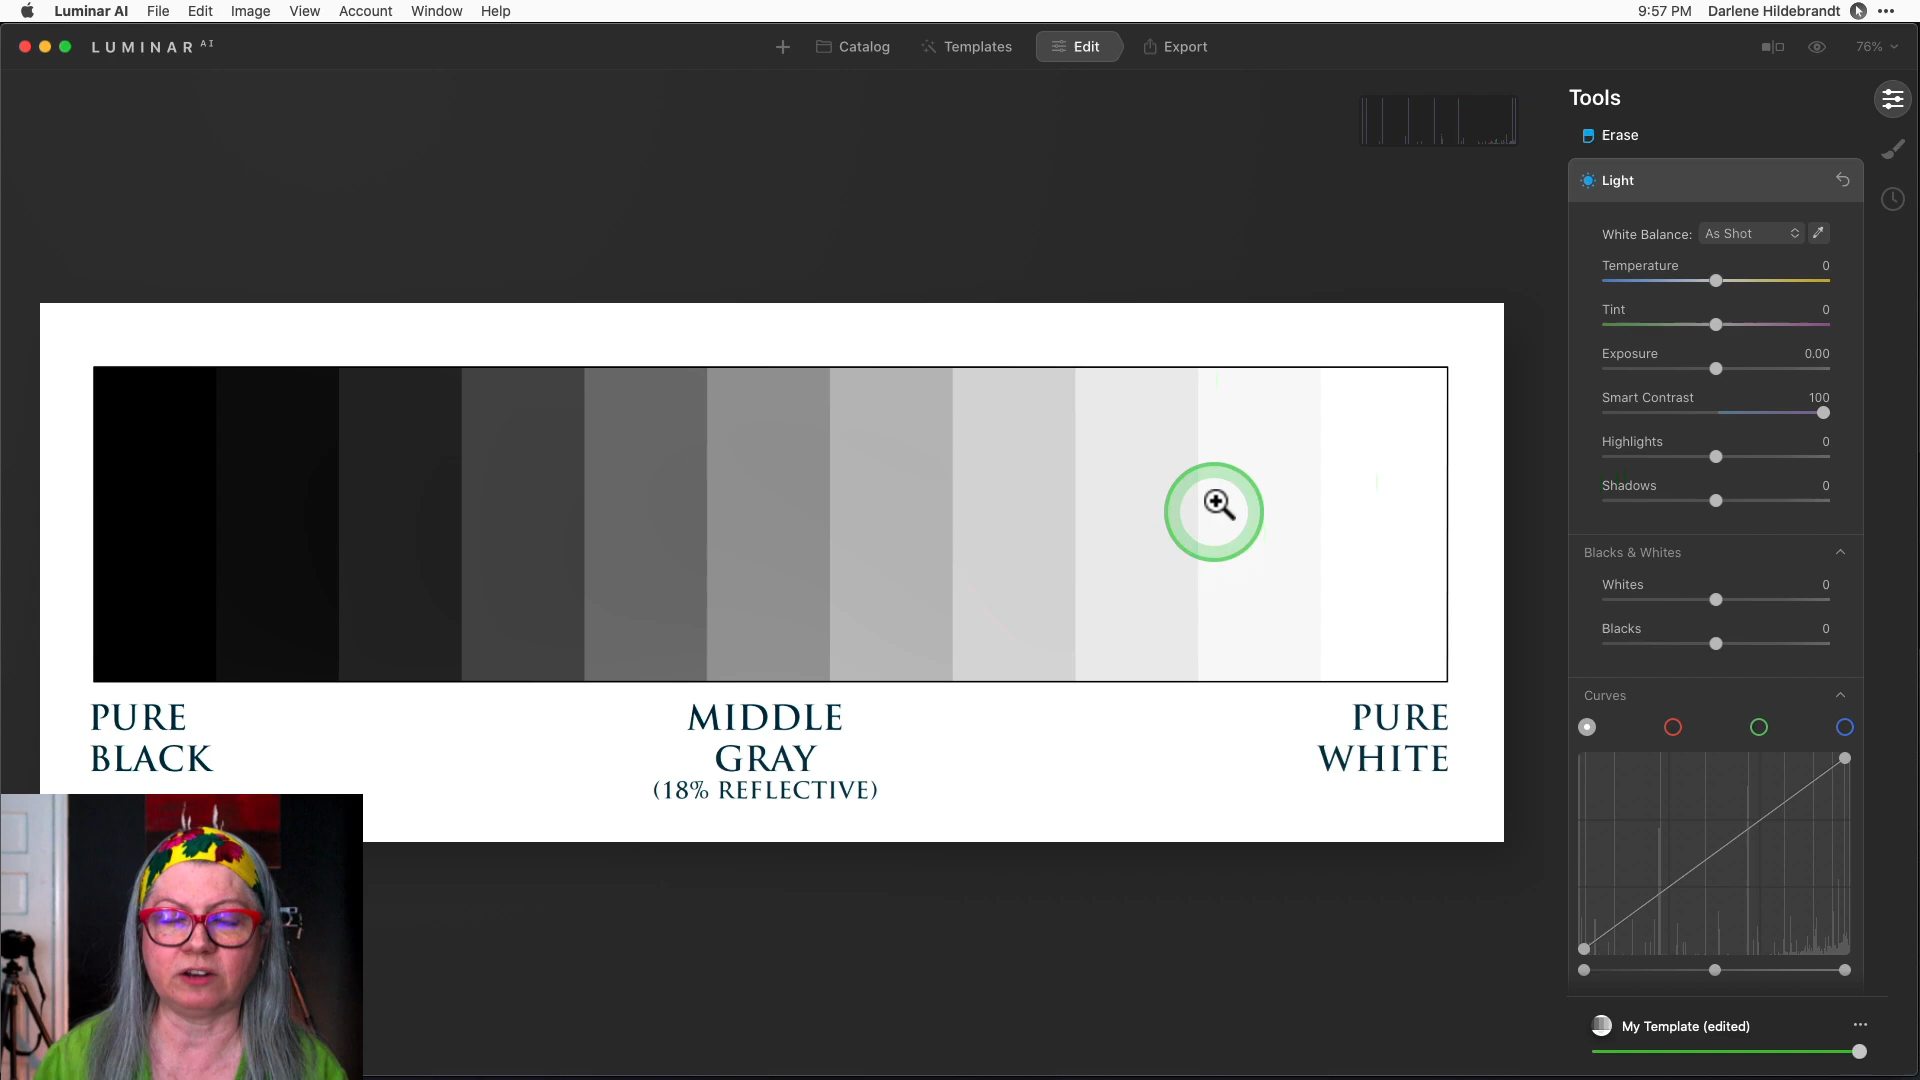 Luminar AI File Edit Image View Account Window Help 9:57 PM Darlene Hildebrandt
LUMINAR AI Catalog Templates Edit Export 76%
Tools
Erase
Light
White Balance: As Shot
Temperature 0
Tint 0
Exposure 0.00
Smart Contrast 100
Highlights 0
Shadows 0
Blacks & Whites
Whites 0
Blacks 0
Curves
PURE BLACK
MIDDLE GRAY
(18% REFLECTIVE)
PURE WHITE
My Template (edited)